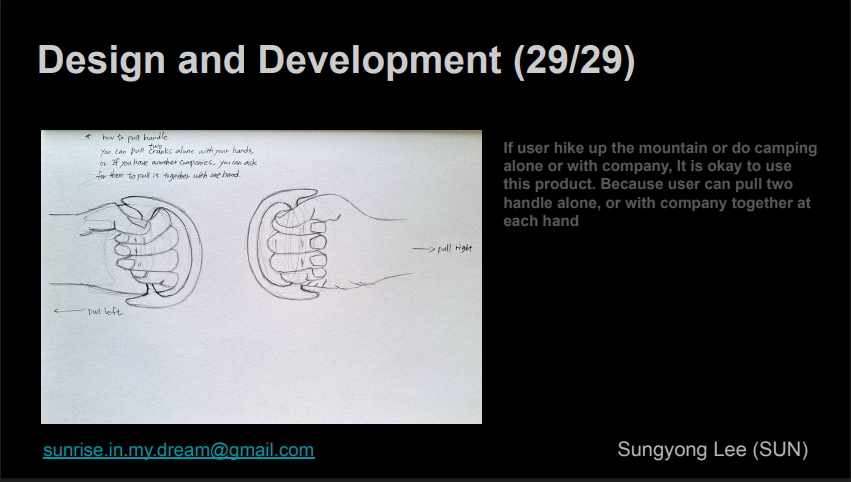 Design and Development (29/29)
* how to pull handle
You can pull two cranks alone with your hands,
or If you have another companies, you can ask
for them to pull it together with one hand.
pull left
pull right
If user hike up the mountain or do camping
alone or with company, It is okay to use
this product. Because user can pull two
handle alone, or with company together at
each hand
sunrise.in.my.dream@gmail.com
Sungyong Lee (SUN)